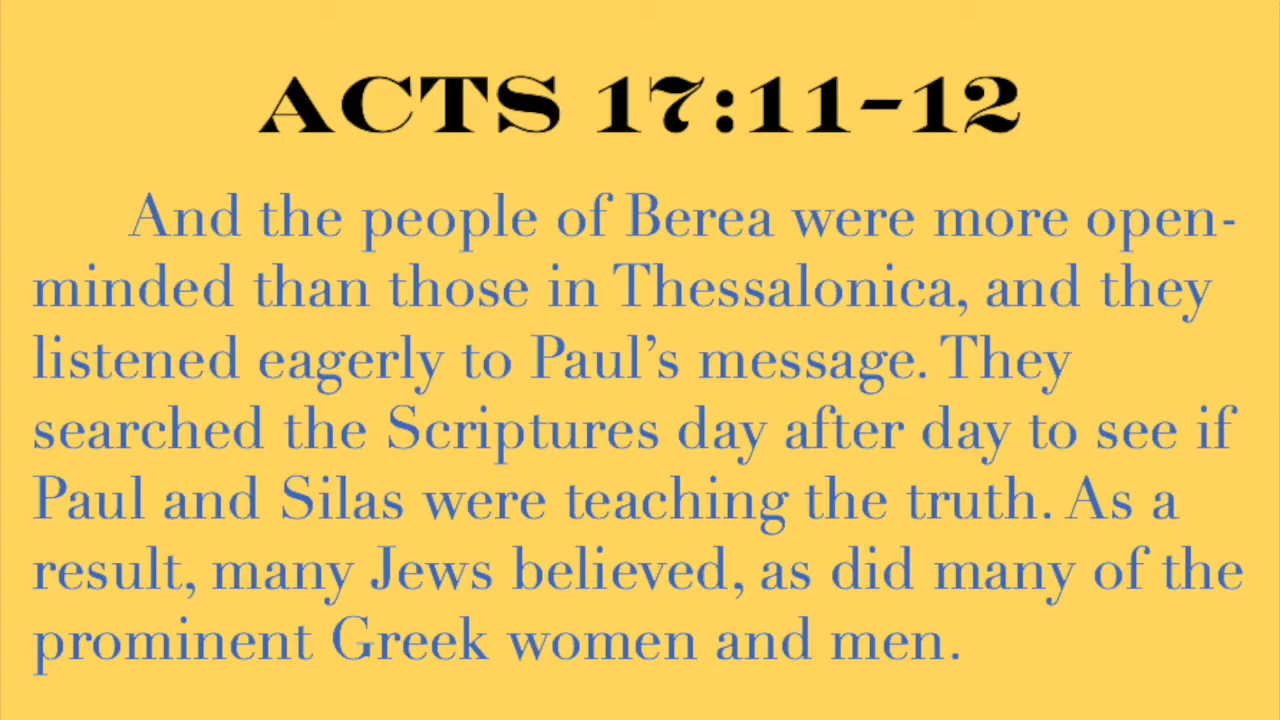 ACTS 17:11-12
And the people of Berea were more open-
minded than those in Thessalonica, and they
listened eagerly to Paul’s message. They
searched the Scriptures day after day to see if
Paul and Silas were teaching the truth. As a
result, many Jews believed, as did many of the
prominent Greek women and men.